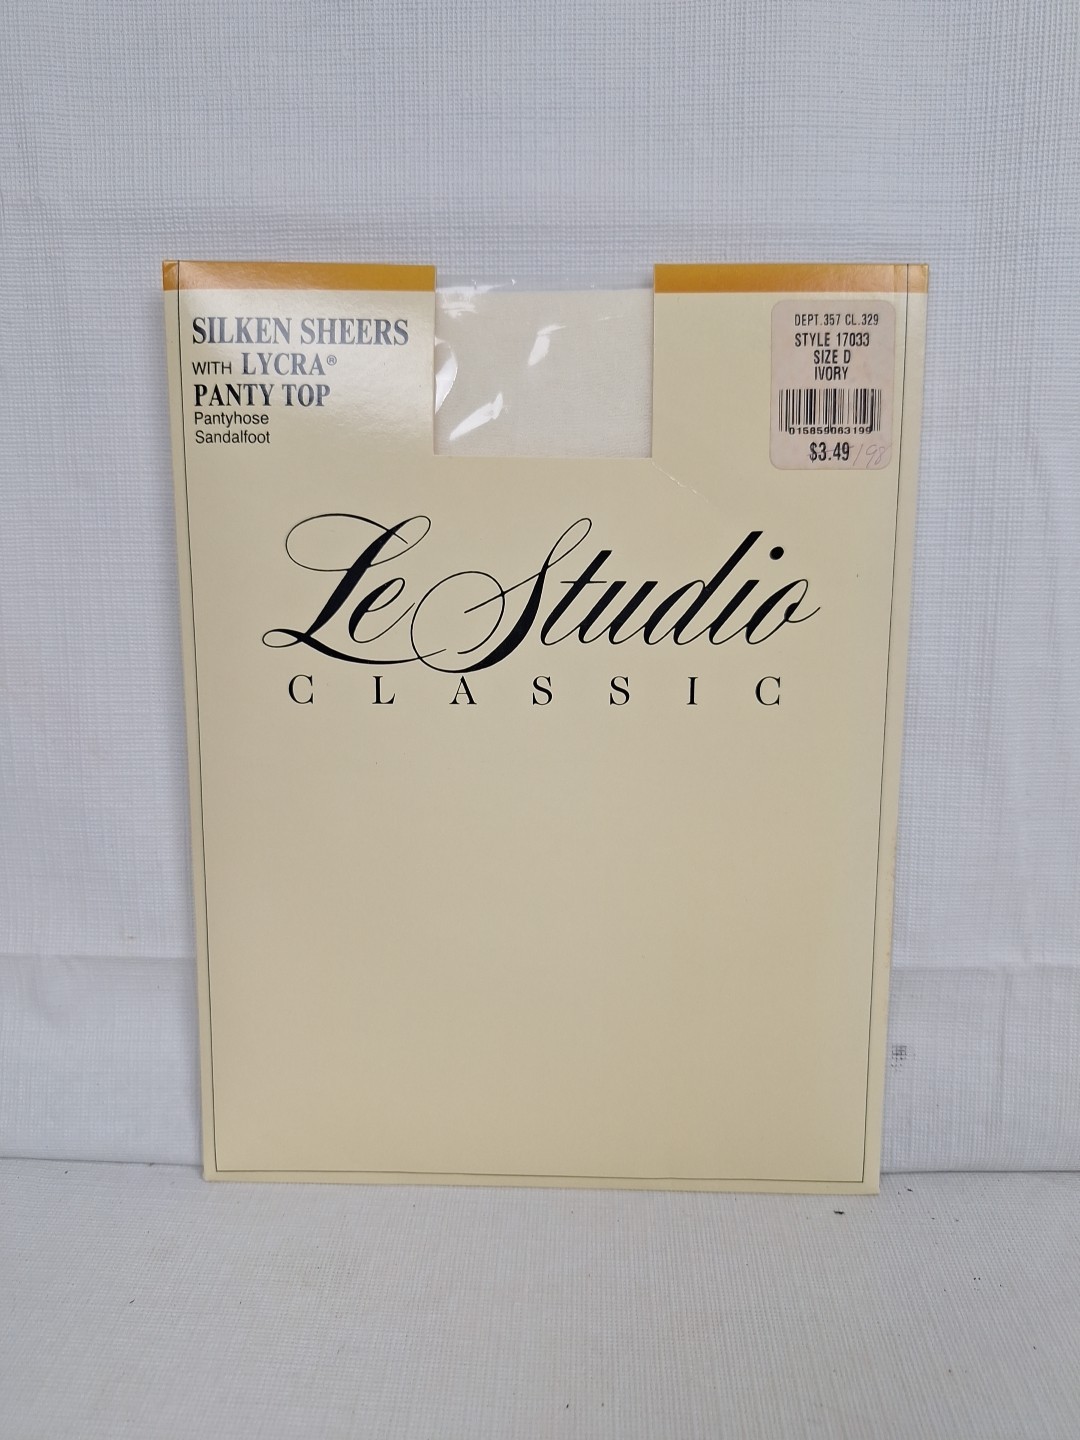 SILKEN SHEERS
WITH LYCRA®
PANTY TOP
Pantyhose
Sandalfoot
DEPT.357 CL.329
STYLE 17033
SIZE D
IVORY
015859063199
$3.49
Le Studio
CLASSIC